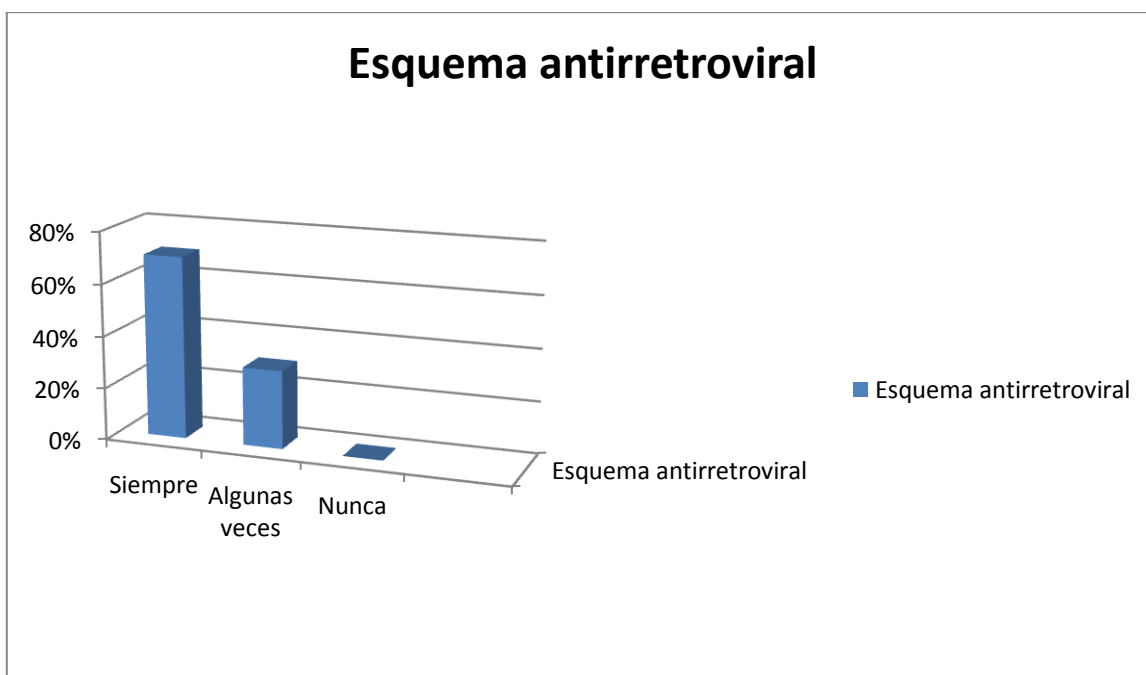 Esquema antirretroviral
80%
60%
40%
20%
0%
Siempre
Algunas
veces
Nunca
Esquema antirretroviral
Esquema antirretroviral